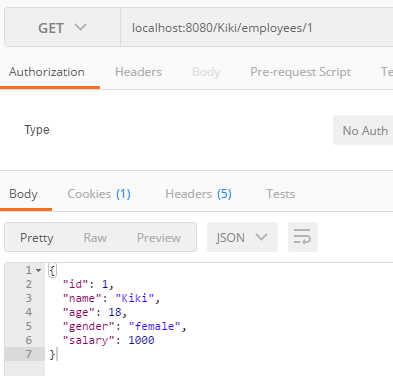 GET localhost:8080/Kiki/employees/1
Authorization Headers Body Pre-request Script Te
Type No Auth
Body Cookies (1) Headers (5) Tests
Pretty Raw Preview JSON
1 {
2 "id": 1,
3 "name": "Kiki",
4 "age": 18,
5 "gender": "female",
6 "salary": 1000
7 }